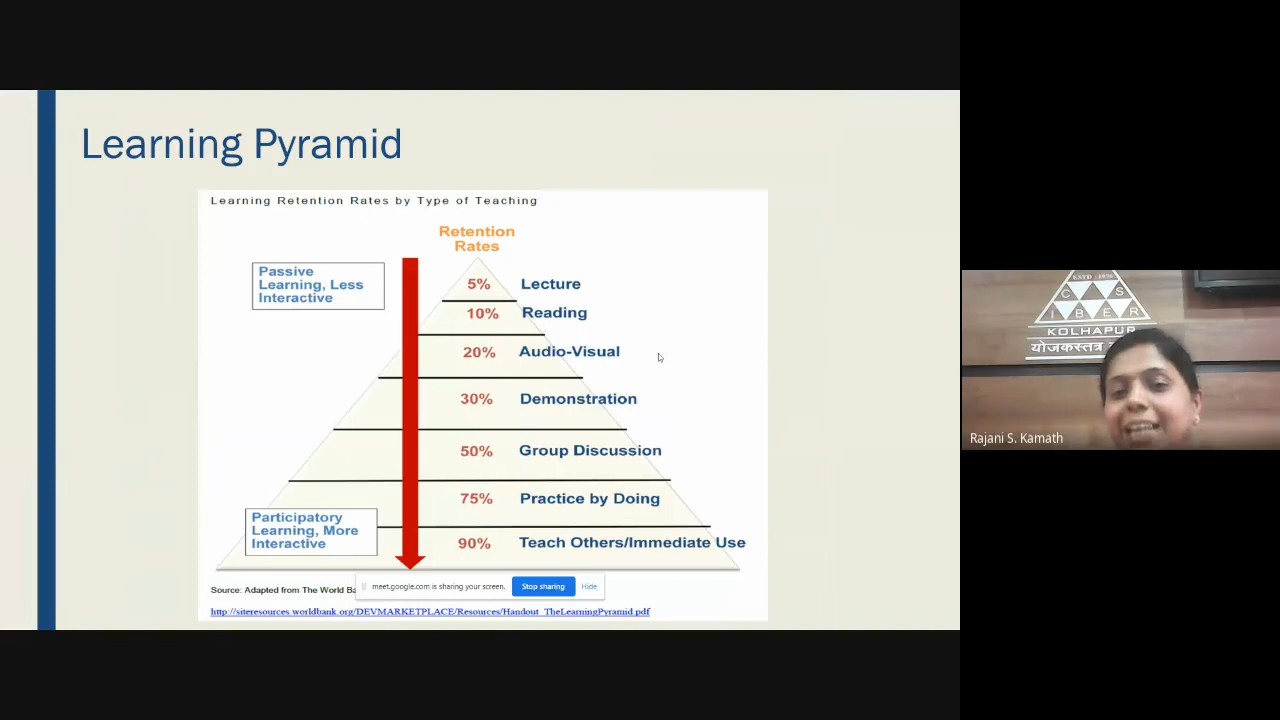 Learning Pyramid
Learning Retention Rates by Type of Teaching
Retention
Rates
Passive
Learning, Less
Interactive
5% Lecture
10% Reading
20% Audio-Visual
30% Demonstration
50% Group Discussion
75% Practice by Doing
Participatory
Learning, More
Interactive
90% Teach Others/Immediate Use
Source: Adapted from The World Ba
meet.google.com is sharing your screen. Stop sharing Hide
http://siteresources.worldbank.org/DEVMARKETPLACE/Resources/Handout_TheLearningPyramid.pdf
C S
I B E R
KOLHAPUR
योजकस्तत्र
Rajani S. Kamath